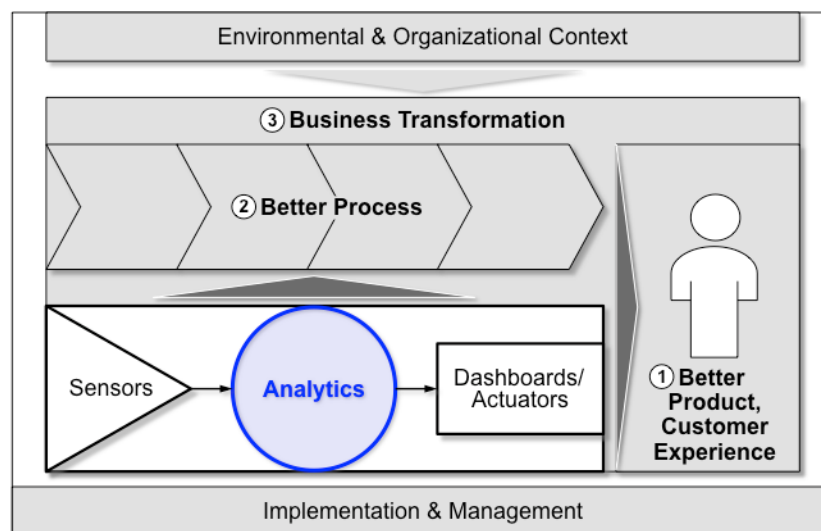 Environmental & Organizational Context
③ Business Transformation
② Better Process
Sensors
Analytics
Dashboards/
Actuators
① Better
Product,
Customer
Experience
Implementation & Management